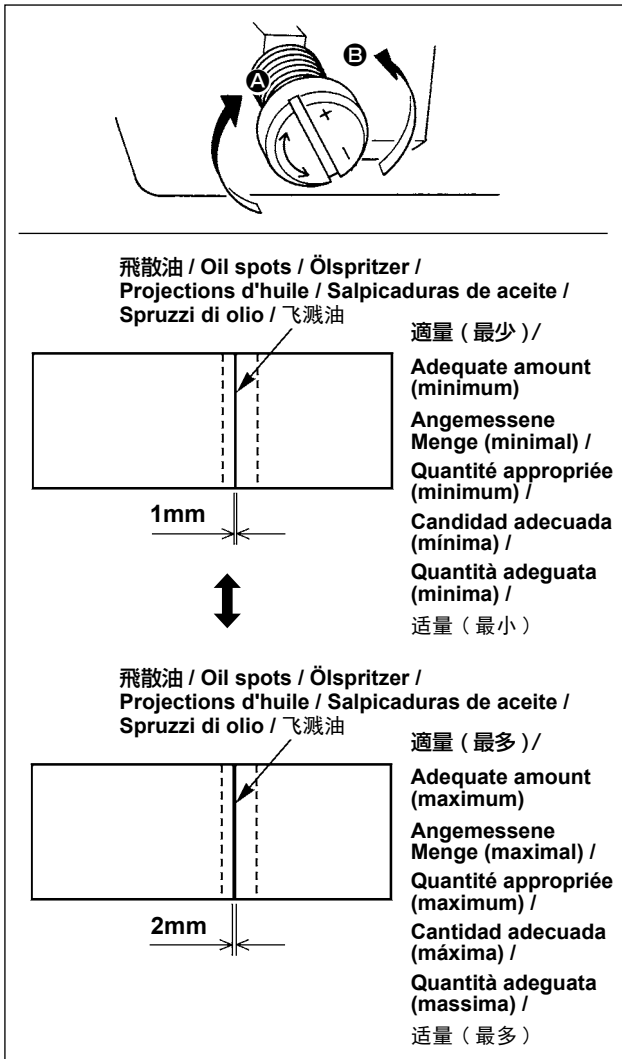 A
B
+
−
飛散油 / Oil spots / Ölspritzer /
Projections d'huile / Salpicaduras de aceite /
Spruzzi di olio / 飞溅油
適量 ( 最少 )/
Adequate amount
(minimum)
Angemessene
Menge (minimal) /
Quantité appropriée
(minimum) /
Candidad adecuada
(mínima) /
Quantità adeguata
(minima) /
适量 ( 最小 )
1mm
飛散油 / Oil spots / Ölspritzer /
Projections d'huile / Salpicaduras de aceite /
Spruzzi di olio / 飞溅油
適量 ( 最多 )/
Adequate amount
(maximum)
Angemessene
Menge (maximal) /
Quantité appropriée
(maximum) /
Cantidad adecuada
(máxima) /
Quantità adeguata
(massima) /
适量 ( 最多 )
2mm